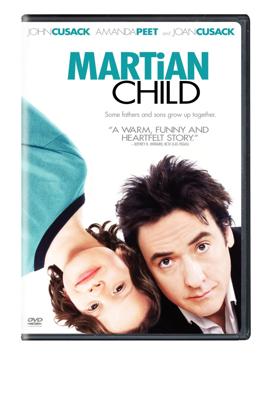 JOHN CUSACK AMANDA PEET AND JOAN CUSACK
MARTiAN
CHILD
Some fathers and sons grow up together.
"A WARM, FUNNY AND
HEARTFELT STORY."
DVD